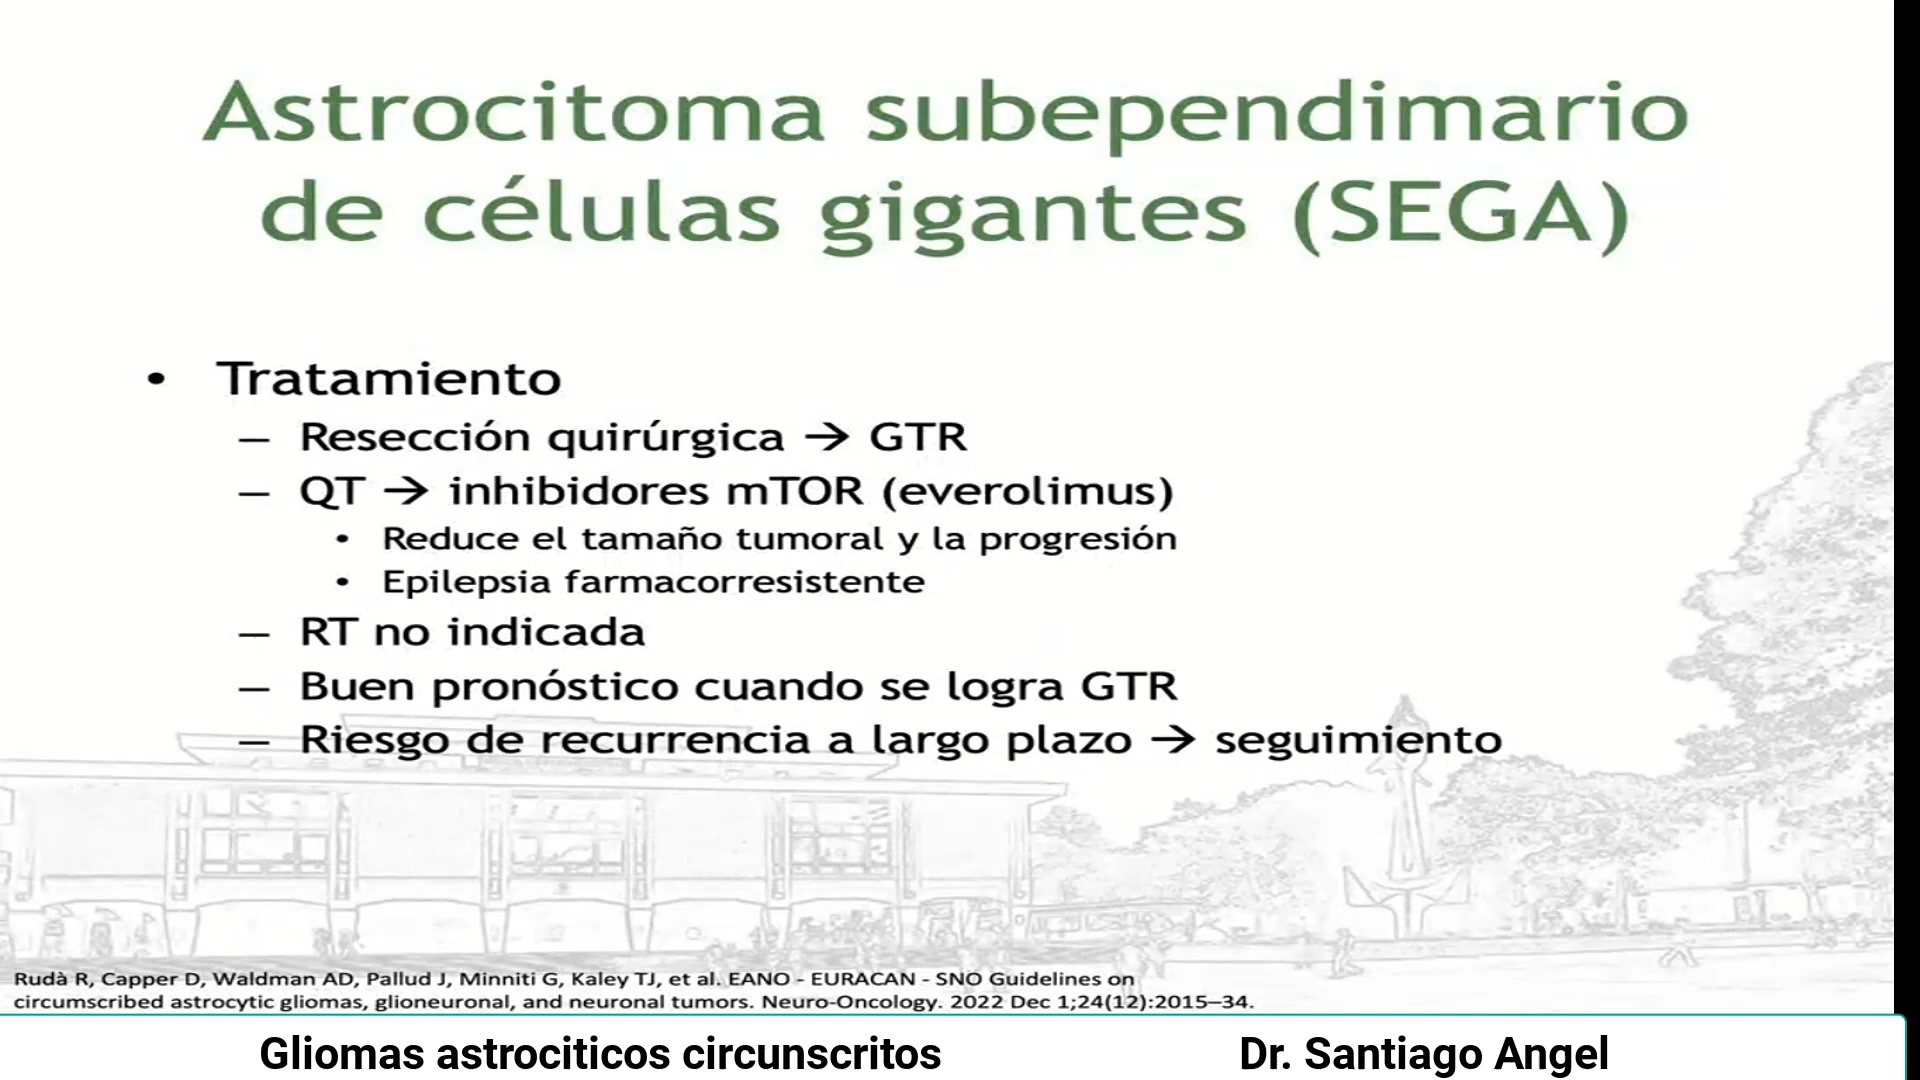 Astrocitoma subependimario
de células gigantes (SEGA)
• Tratamiento
– Resección quirúrgica → GTR
– QT → inhibidores mTOR (everolimus)
• Reduce el tamaño tumoral y la progresión
• Epilepsia farmacorresistente
– RT no indicada
– Buen pronóstico cuando se logra GTR
– Riesgo de recurrencia a largo plazo → seguimiento
Rudà R, Capper D, Waldman AD, Pallud J, Minniti G, Kaley TJ, et al. EANO - EURACAN - SNO Guidelines on
circumscribed astrocytic gliomas, glioneuronal, and neuronal tumors. Neuro-Oncology. 2022 Dec 1;24(12):2015–34.
Gliomas astrociticos circunscritos Dr. Santiago Angel